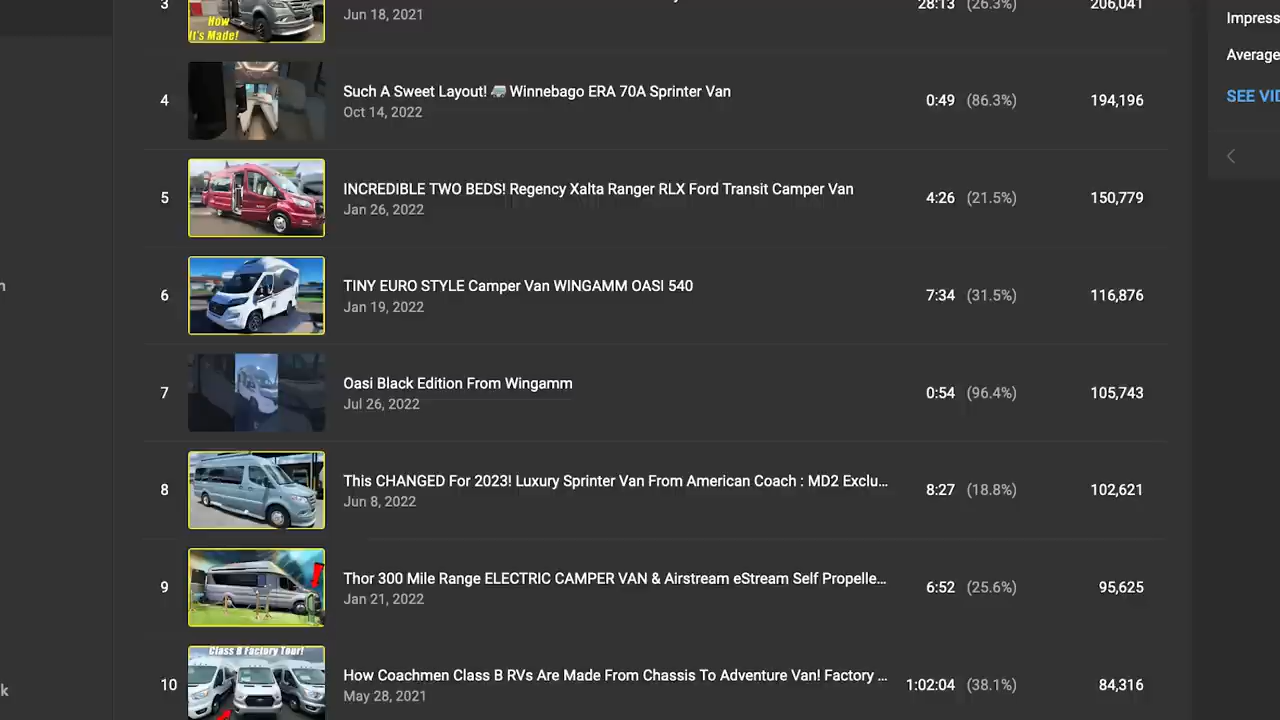 3
How
It's Made!
Jun 18, 2021
28:13 (26.3%)
206,041
Impress
Average
SEE VID
4
Such A Sweet Layout! 🚐 Winnebago ERA 70A Sprinter Van
Oct 14, 2022
0:49 (86.3%)
194,196
5
INCREDIBLE TWO BEDS! Regency Xalta Ranger RLX Ford Transit Camper Van
Jan 26, 2022
4:26 (21.5%)
150,779
6
TINY EURO STYLE Camper Van WINGAMM OASI 540
Jan 19, 2022
7:34 (31.5%)
116,876
7
Oasi Black Edition From Wingamm
Jul 26, 2022
0:54 (96.4%)
105,743
8
This CHANGED For 2023! Luxury Sprinter Van From American Coach : MD2 Exclu...
Jun 8, 2022
8:27 (18.8%)
102,621
9
Thor 300 Mile Range ELECTRIC CAMPER VAN & Airstream eStream Self Propelle...
Jan 21, 2022
6:52 (25.6%)
95,625
10
Class B Factory Tour!
How Coachmen Class B RVs Are Made From Chassis To Adventure Van! Factory ...
May 28, 2021
1:02:04 (38.1%)
84,316
k